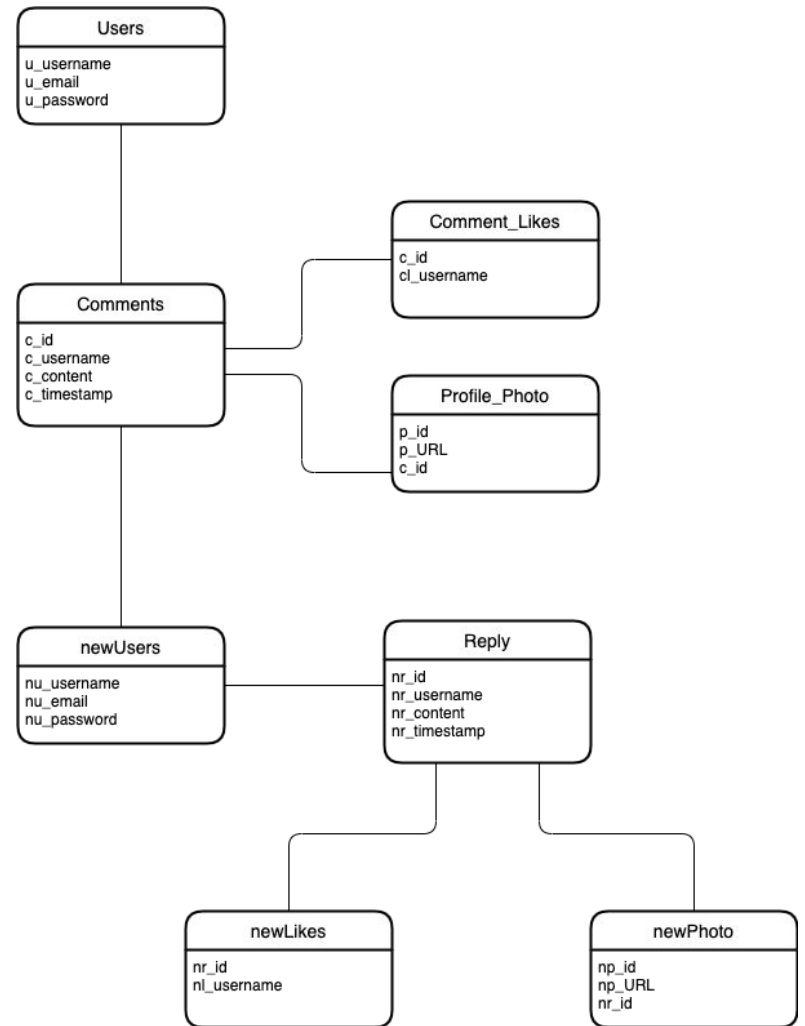 Users
u_username
u_email
u_password
Comment_Likes
c_id
cl_username
Comments
c_id
c_username
c_content
c_timestamp
Profile_Photo
p_id
p_URL
c_id
newUsers
nu_username
nu_email
nu_password
Reply
nr_id
nr_username
nr_content
nr_timestamp
newLikes
nr_id
nl_username
newPhoto
np_id
np_URL
nr_id